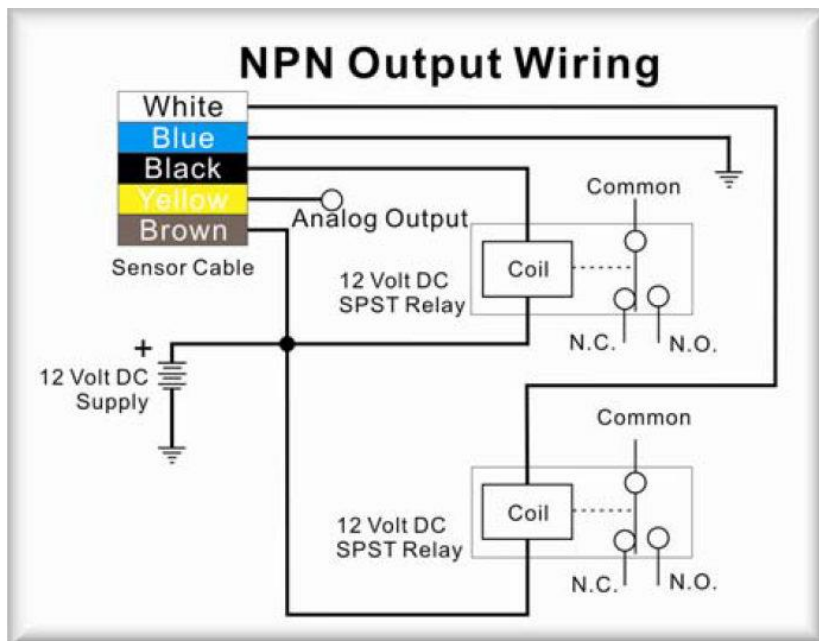 NPN Output Wiring
White
Blue
Black
Yellow
Brown
Sensor Cable
Analog Output
Common
Coil
12 Volt DC
SPST Relay
N.C.
N.O.
+
12 Volt DC
Supply
Common
Coil
12 Volt DC
SPST Relay
N.C.
N.O.